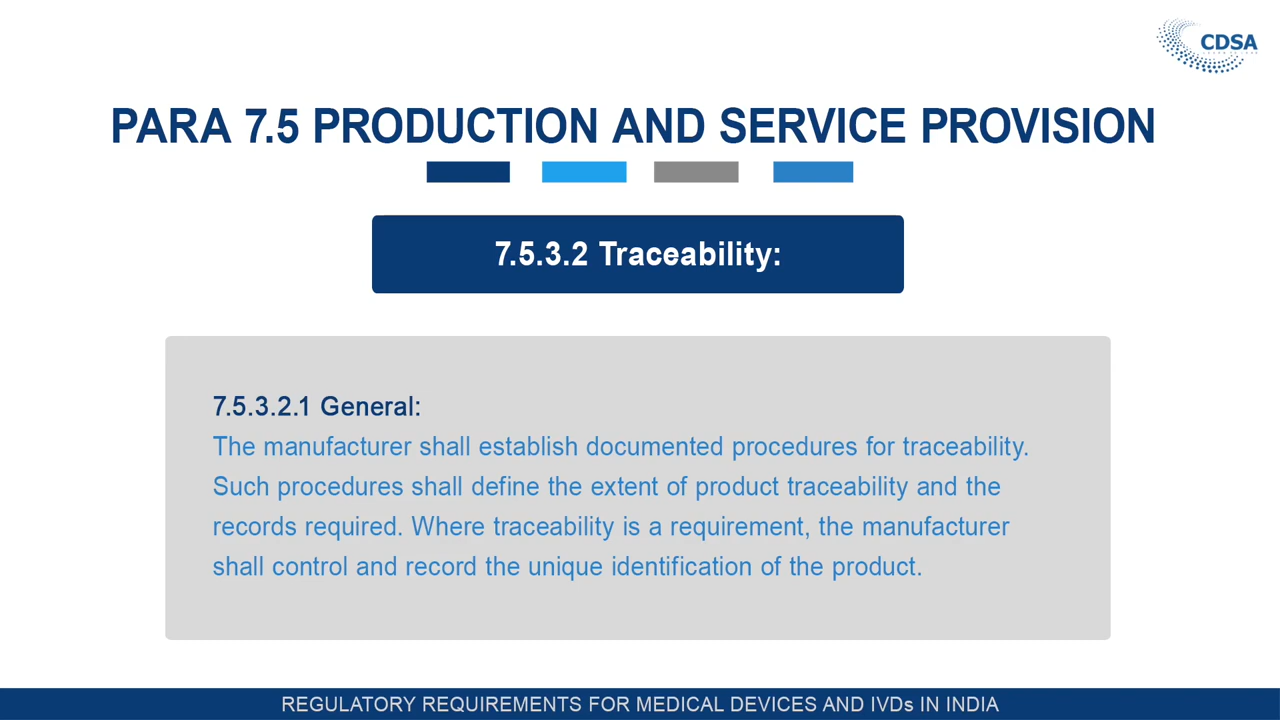 CDSA
PARA 7.5 PRODUCTION AND SERVICE PROVISION
7.5.3.2 Traceability:
7.5.3.2.1 General:
The manufacturer shall establish documented procedures for traceability.
Such procedures shall define the extent of product traceability and the
records required. Where traceability is a requirement, the manufacturer
shall control and record the unique identification of the product.
REGULATORY REQUIREMENTS FOR MEDICAL DEVICES AND IVDs IN INDIA